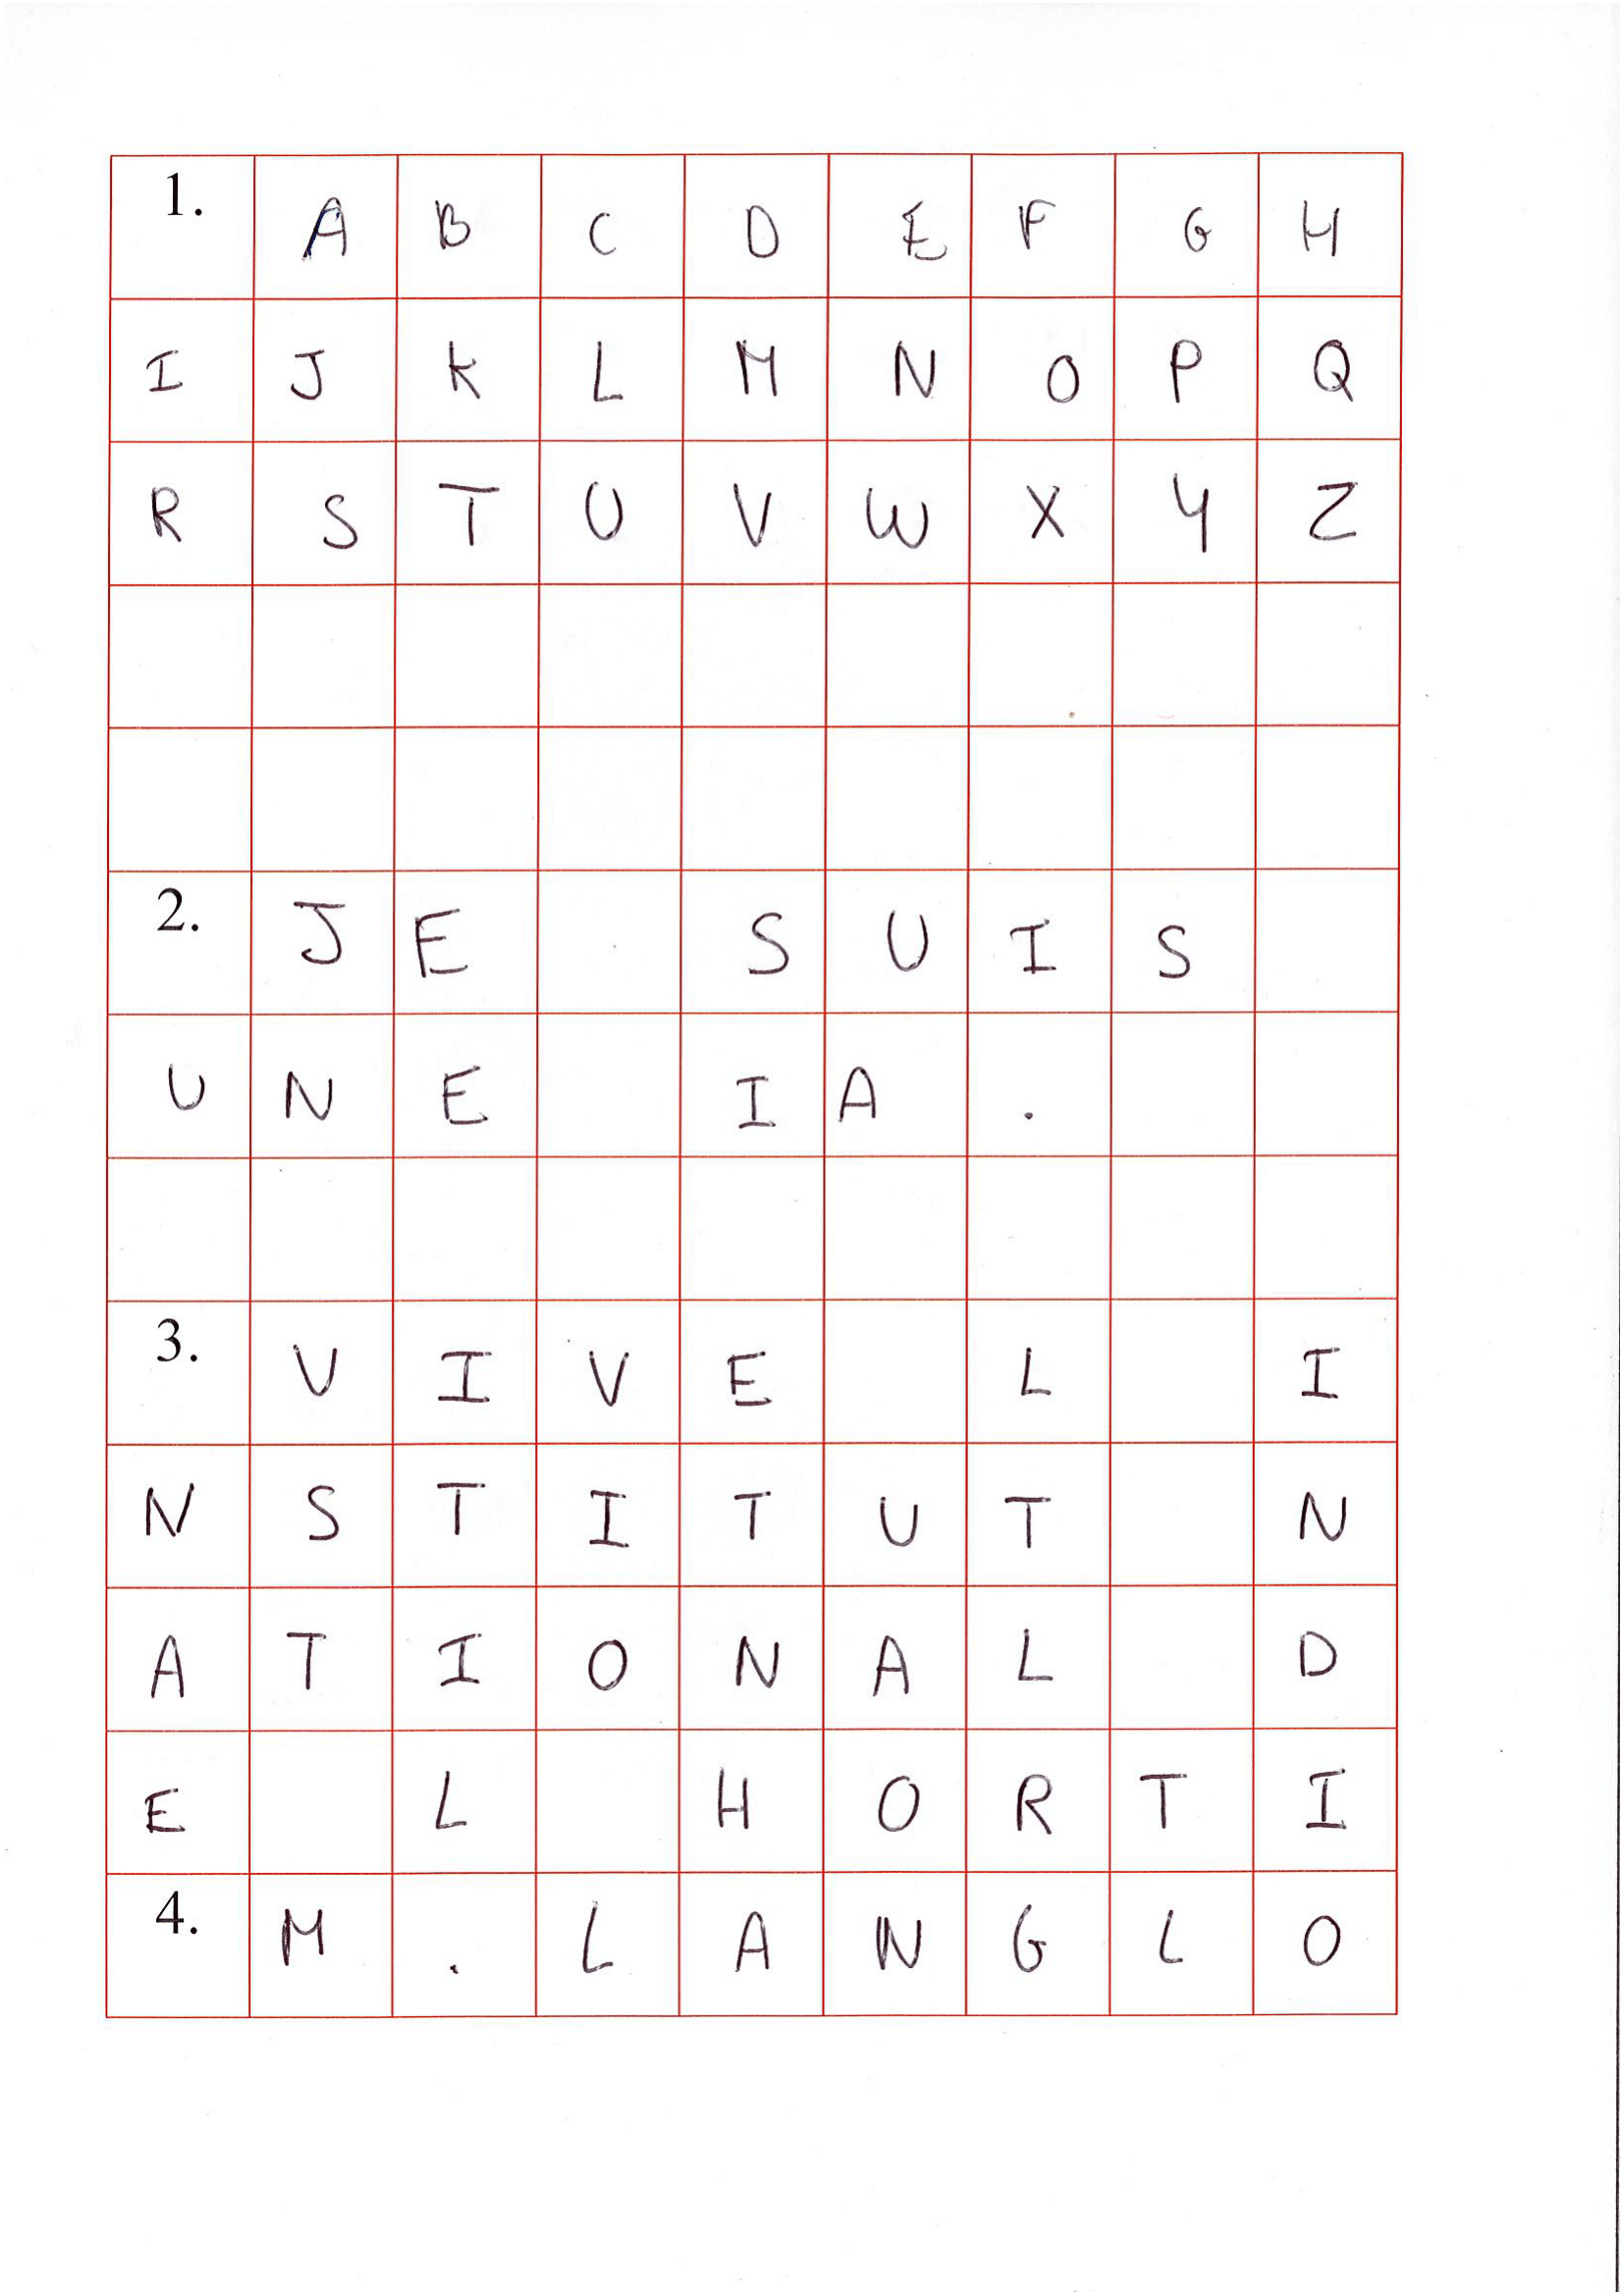 1. A B C D E F G H
I J K L M N O P Q
R S T U V W X Y Z
2. J E S U I S
U N E I A .
3. V I V E L I
N S T I T U T N
A T I O N A L D
E L H O R T I
4. M . L A N G L O